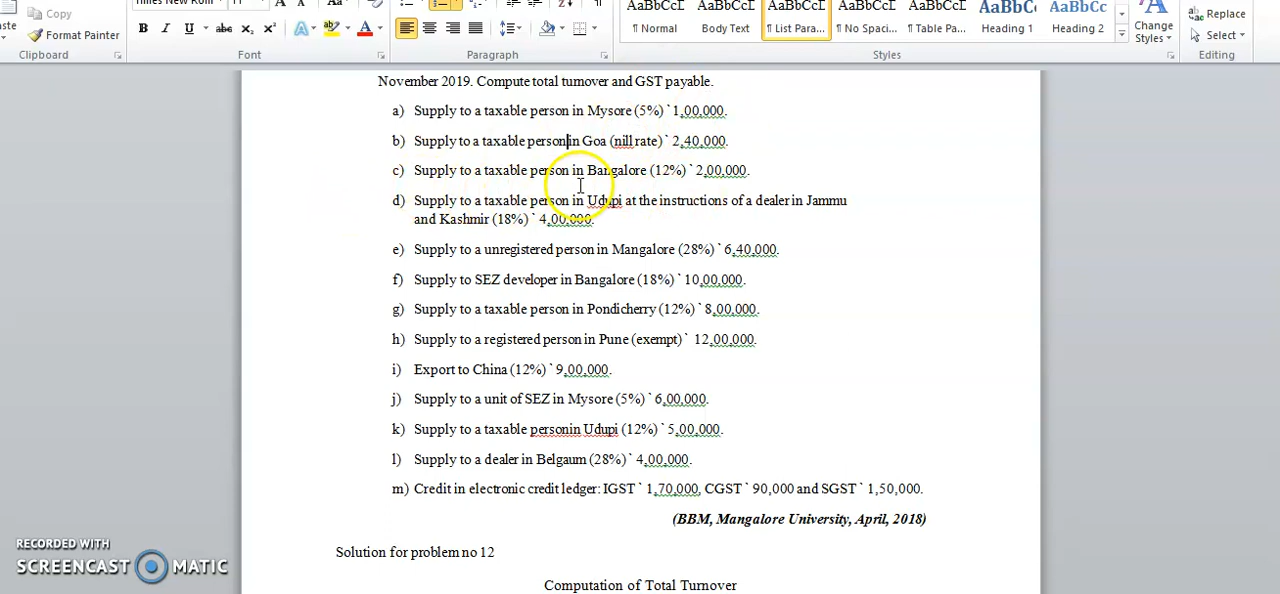 Times New Rom
11
Copy
Format Painter
Clipboard
B I U abc X₂ X²
Font
Paragraph
AaBbCcI AaBbCcI AaBbCcI AaBbCcI AaBbCcI AaBbC AaBbCc
¶ Normal Body Text ¶ List Para... ¶ No Spaci... ¶ Table Pa... Heading 1 Heading 2
Change
Styles
Styles
Replace
Select
Editing
November 2019. Compute total turnover and GST payable.
a) Supply to a taxable person in Mysore (5%) ` 1,00,000.
b) Supply to a taxable person in Goa (nill rate) ` 2,40,000.
c) Supply to a taxable person in Bangalore (12%) ` 2,00,000.
d) Supply to a taxable person in Udupi at the instructions of a dealer in Jammu
and Kashmir (18%) ` 4,00,000.
e) Supply to a unregistered person in Mangalore (28%) ` 6,40,000.
f) Supply to SEZ developer in Bangalore (18%) ` 10,00,000.
g) Supply to a taxable person in Pondicherry (12%) ` 8,00,000.
h) Supply to a registered person in Pune (exempt) ` 12,00,000.
i) Export to China (12%) ` 9,00,000.
j) Supply to a unit of SEZ in Mysore (5%) ` 6,00,000.
k) Supply to a taxable personin Udupi (12%) ` 5,00,000.
l) Supply to a dealer in Belgaum (28%) ` 4,00,000.
m) Credit in electronic credit ledger: IGST ` 1,70,000, CGST ` 90,000 and SGST ` 1,50,000.
(BBM, Mangalore University, April, 2018)
Solution for problem no 12
Computation of Total Turnover
RECORDED WITH
SCREENCAST MATIC